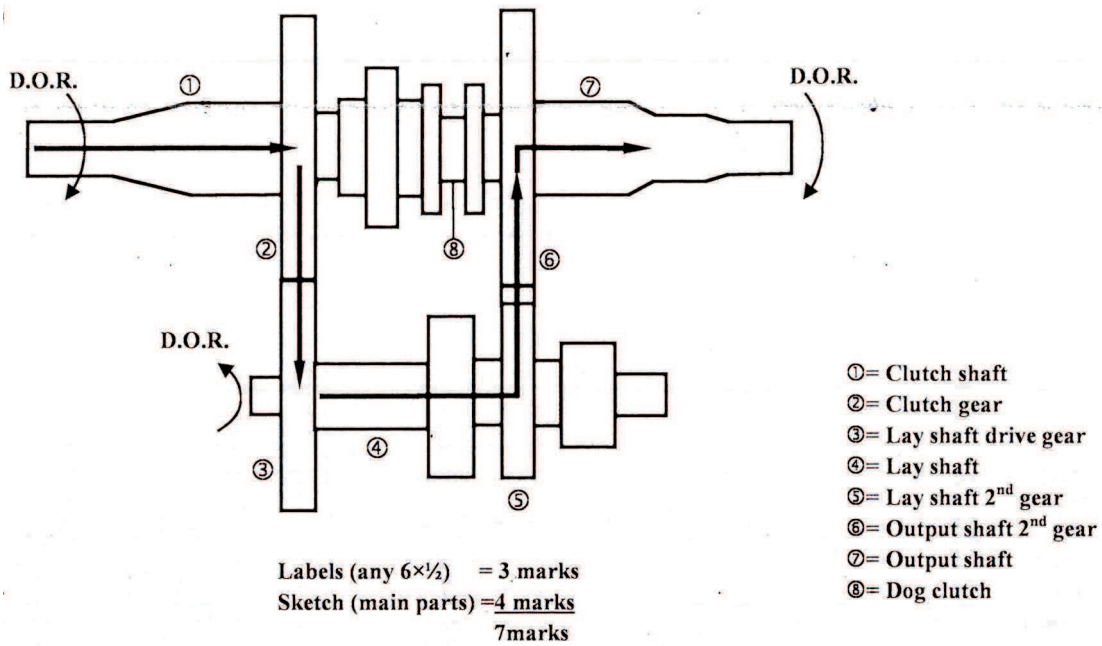 D.O.R.
①
⑦
D.O.R.
②
⑧
⑥
D.O.R.
③
④
⑤
①= Clutch shaft
②= Clutch gear
③= Lay shaft drive gear
④= Lay shaft
⑤= Lay shaft 2nd gear
⑥= Output shaft 2nd gear
⑦= Output shaft
⑧= Dog clutch
Labels (any 6×½) = 3 marks
Sketch (main parts) =4 marks
7marks